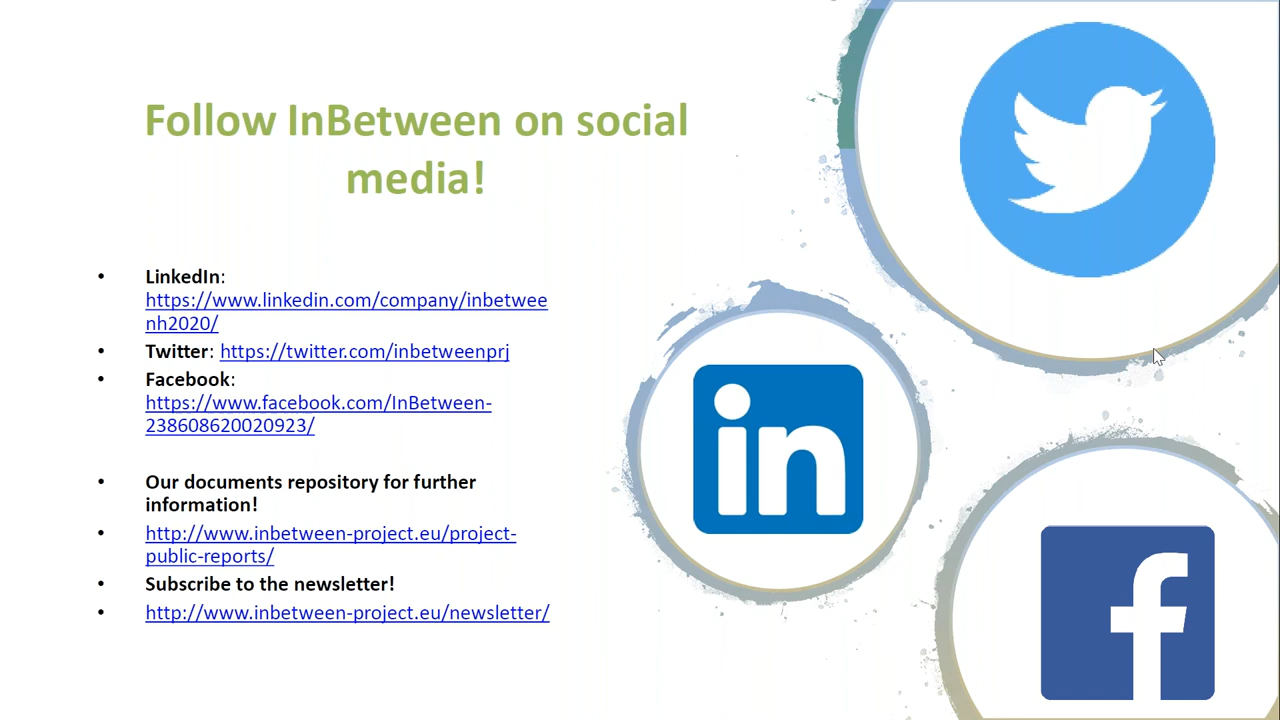 Follow InBetween on social
media!
• LinkedIn:
https://www.linkedin.com/company/inbetwee
nh2020/
• Twitter: https://twitter.com/inbetweenprj
• Facebook:
https://www.facebook.com/InBetween-
238608620020923/
• Our documents repository for further
information!
• http://www.inbetween-project.eu/project-
public-reports/
• Subscribe to the newsletter!
• http://www.inbetween-project.eu/newsletter/
in
f